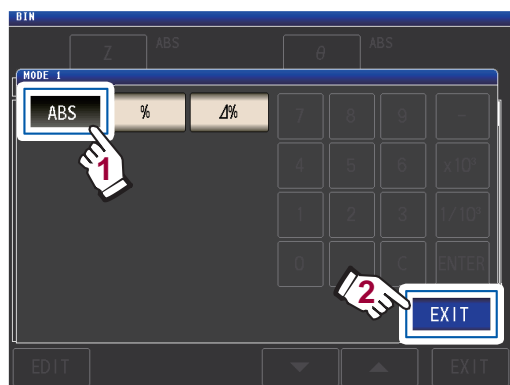 BIN
Z ABS θ ABS
MODE 1
ABS % Δ% 7 8 9 -
4 5 6 x10³
1 2 3 1/10³
0 C ENTER
1
2
EXIT
EDIT ▼ ▲ EXIT